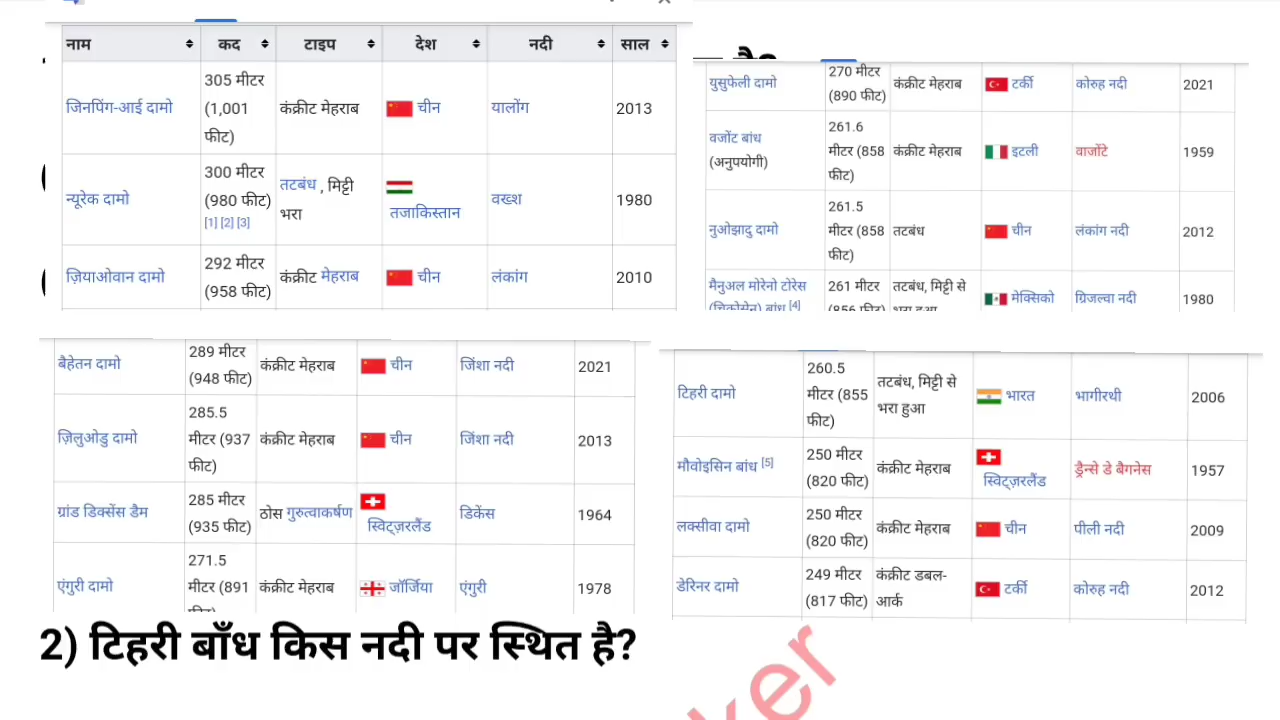 है?
नाम कद टाइप देश नदी साल
जिनपिंग-आई दामो 305 मीटर (1,001 फीट) कंक्रीट मेहराब चीन यालोंग 2013
न्यूरेक दामो 300 मीटर (980 फीट) [1] [2] [3] तटबंध , मिट्टी भरा तजाकिस्तान वख्श 1980
ज़ियाओवान दामो 292 मीटर (958 फीट) कंक्रीट मेहराब चीन लंकांग 2010
युसुफेली दामो 270 मीटर (890 फीट) कंक्रीट मेहराब टर्की कोरुह नदी 2021
वजोंट बांध (अनुपयोगी) 261.6 मीटर (858 फीट) कंक्रीट मेहराब इटली वाजोंटे 1959
नुओझादु दामो 261.5 मीटर (858 फीट) तटबंध चीन लंकांग नदी 2012
मैनुअल मोरेनो टोरेस (चिकोसेन) बांध [4] 261 मीटर (856 फीट) तटबंध, मिट्टी से भरा हुआ मेक्सिको ग्रिजल्वा नदी 1980
बैहेतन दामो 289 मीटर (948 फीट) कंक्रीट मेहराब चीन जिंशा नदी 2021
ज़िलुओडु दामो 285.5 मीटर (937 फीट) कंक्रीट मेहराब चीन जिंशा नदी 2013
ग्रांड डिक्सेंस डैम 285 मीटर (935 फीट) ठोस गुरुत्वाकर्षण स्विट्ज़रलैंड डिकेंस 1964
एंगुरी दामो 271.5 मीटर (891 कंक्रीट मेहराब जॉर्जिया एंगुरी 1978
टिहरी दामो 260.5 मीटर (855 फीट) तटबंध, मिट्टी से भरा हुआ भारत भागीरथी 2006
मौवोइसिन बांध [5] 250 मीटर (820 फीट) कंक्रीट मेहराब स्विट्ज़रलैंड ड्रैन्से डे बैगनेस 1957
लक्सीवा दामो 250 मीटर (820 फीट) कंक्रीट मेहराब चीन पीली नदी 2009
डेरिनर दामो 249 मीटर (817 फीट) कंक्रीट डबल-आर्क टर्की कोरुह नदी 2012
2) टिहरी बाँध किस नदी पर स्थित है?
ker